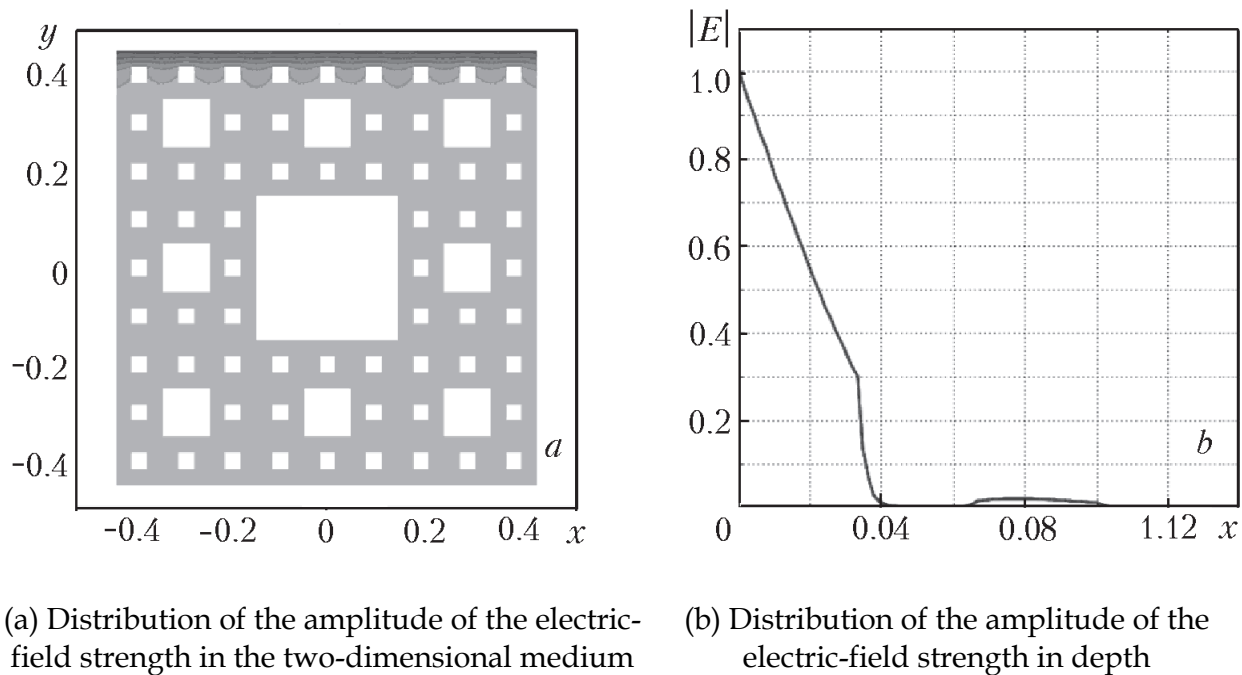 y
0.4
0.2
0
−0.2
−0.4
a
−0.4 −0.2 0 0.2 0.4 x
|E|
1.0
0.8
0.6
0.4
0.2
b
0 0.04 0.08 1.12 x
(a) Distribution of the amplitude of the electric-
field strength in the two-dimensional medium
(b) Distribution of the amplitude of the
electric-field strength in depth